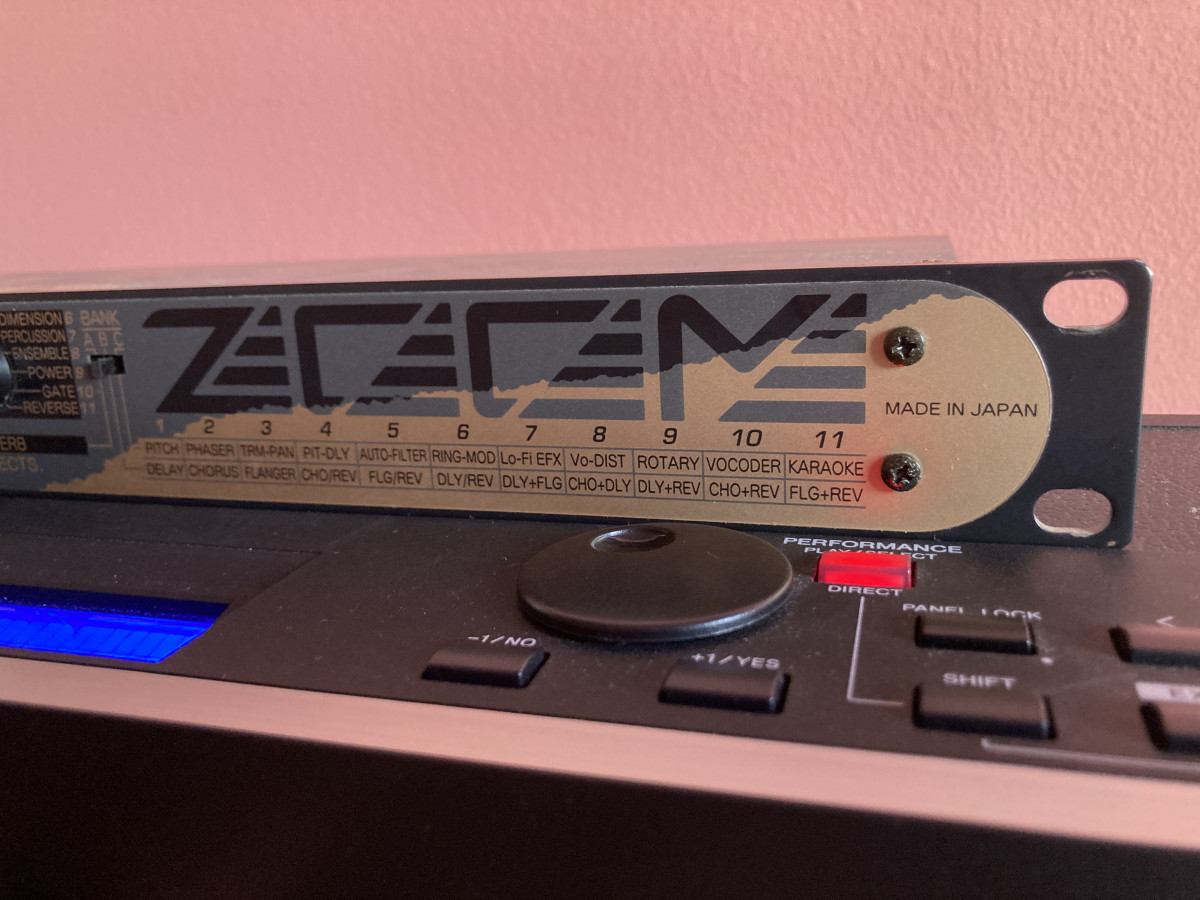 DIMENSION 6 BANK
PERCUSSION 7 A B C
ENSEMBLE 8
POWER 9
GATE 10
REVERSE 11
ZOOM
MADE IN JAPAN
1 2 3 4 5 6 7 8 9 10 11
PITCH PHASER TRM-PAN PIT-DLY AUTO-FILTER RING-MOD Lo-Fi EFX Vo-DIST ROTARY VOCODER KARAOKE
DELAY CHORUS FLANGER CHO/REV FLG/REV DLY/REV DLY+FLG CHO+DLY DLY+REV CHO+REV FLG+REV
PERFORMANCE
PLAY/SELECT
DIRECT
PANEL LOCK
-1/NO
+1/YES
SHIFT
<